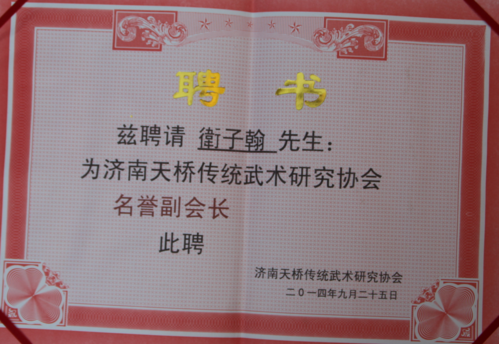 聘书
兹聘请 衛子翰 先生:
为济南天桥传统武术研究协会
名誉副会长
此聘
济南天桥传统武术研究协会
二〇一四年九月二十五日